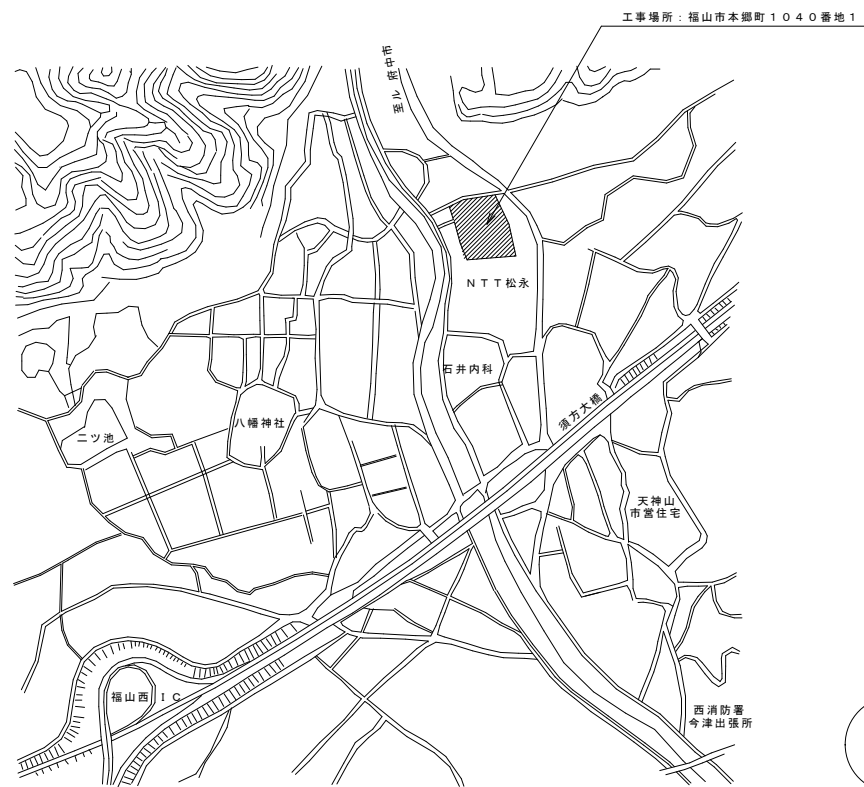 工事場所：福山市本郷町１０４０番地１
至ル 府中市
ＮＴＴ松永
石井内科
須方大橋
八幡神社
二ツ池
天神山
市営住宅
福山西ＩＣ
西消防署
今津出張所